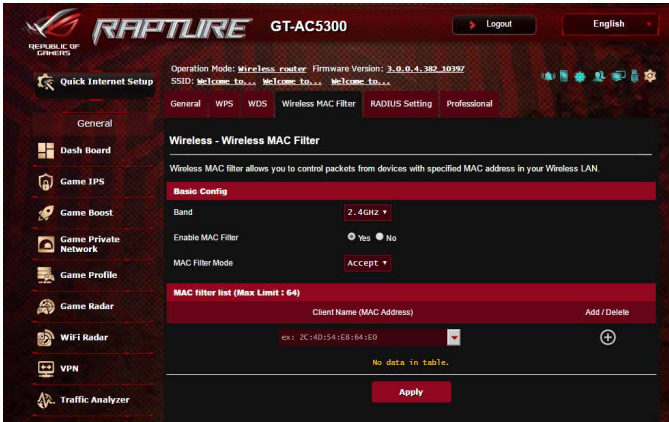 REPUBLIC OF
GAMERS
RAPTURE
GT-AC5300
Logout
English
Quick Internet Setup
Operation Mode: Wireless router Firmware Version: 3.0.0.4.382_10397
SSID: Welcome to... Welcome to... Welcome to...
General WPS WDS Wireless MAC Filter RADIUS Setting Professional
General
Dash Board
Game IPS
Game Boost
Game Private
Network
Game Profile
Game Radar
WiFi Radar
VPN
Traffic Analyzer
Wireless - Wireless MAC Filter
Wireless MAC filter allows you to control packets from devices with specified MAC address in your Wireless LAN.
Basic Config
Band 2.4GHz
Enable MAC Filter Yes No
MAC Filter Mode Accept
MAC filter list (Max Limit : 64)
Client Name (MAC Address) Add / Delete
ex: 2C:4D:54:E8:64:E0
No data in table.
Apply